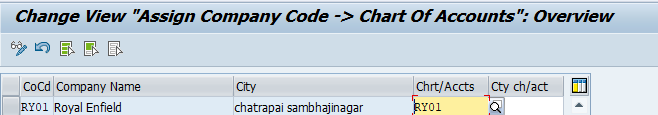 Change View "Assign Company Code -> Chart Of Accounts": Overview
CoCd Company Name City Chrt/Accts Cty ch/act
RY01 Royal Enfield chatrapai sambhajinagar RY01